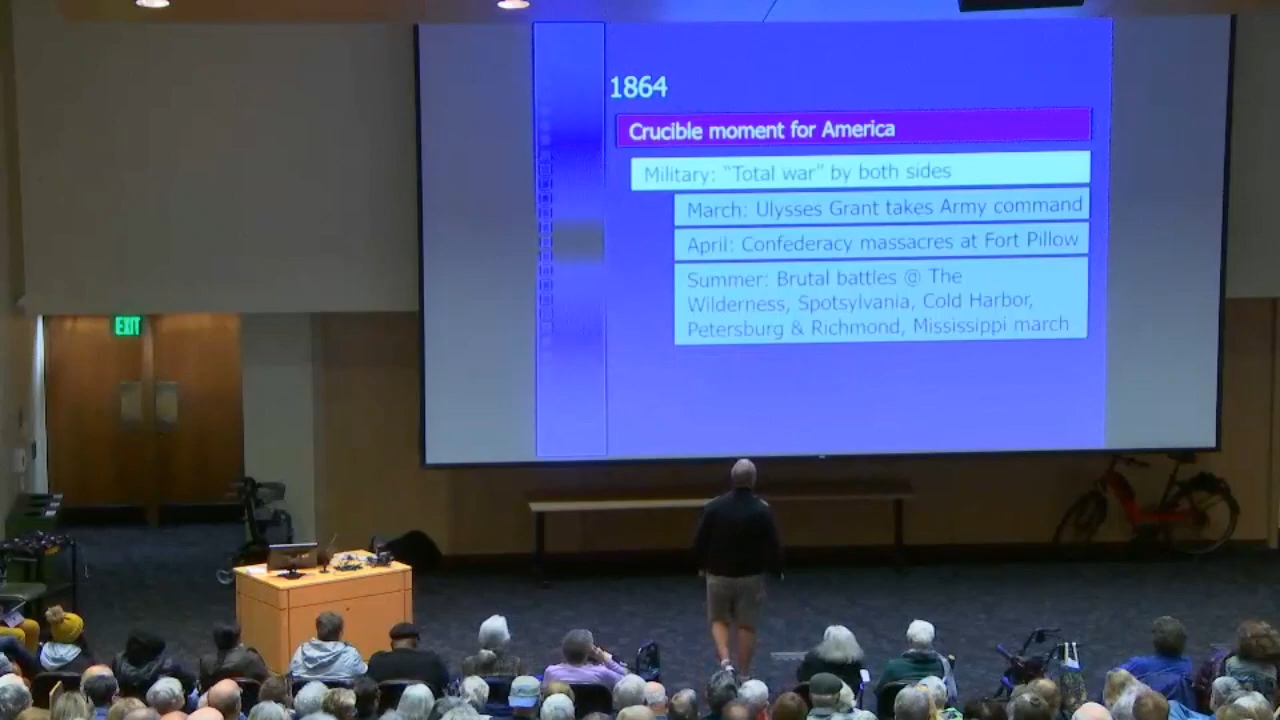 1864
Crucible moment for America
Military: “Total war” by both sides
March: Ulysses Grant takes Army command
April: Confederacy massacres at Fort Pillow
Summer: Brutal battles @ The
Wilderness, Spotsylvania, Cold Harbor,
Petersburg & Richmond, Mississippi march
EXIT